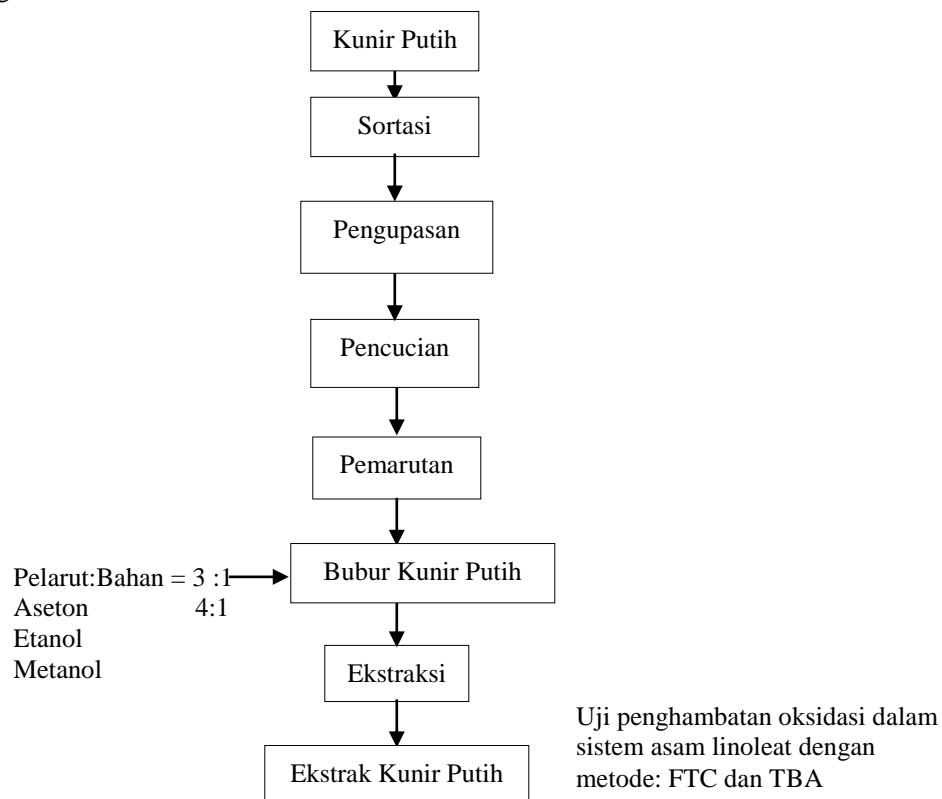 Kunir Putih
Sortasi
Pengupasan
Pencucian
Pemarutan
Pelarut:Bahan = 3 :1
Aseton 4:1
Etanol
Metanol
Bubur Kunir Putih
Ekstraksi
Ekstrak Kunir Putih
Uji penghambatan oksidasi dalam
sistem asam linoleat dengan
metode: FTC dan TBA